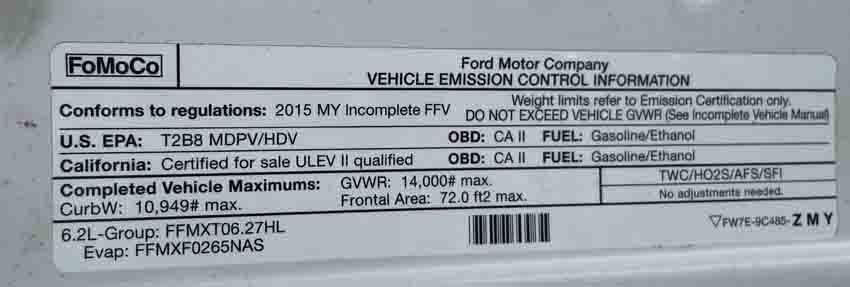 FoMoCo
Ford Motor Company
VEHICLE EMISSION CONTROL INFORMATION
Conforms to regulations: 2015 MY Incomplete FFV
Weight limits refer to Emission Certification only.
DO NOT EXCEED VEHICLE GVWR (See Incomplete Vehicle Manual)
U.S. EPA: T2B8 MDPV/HDV OBD: CA II FUEL: Gasoline/Ethanol
California: Certified for sale ULEV II qualified OBD: CA II FUEL: Gasoline/Ethanol
Completed Vehicle Maximums: GVWR: 14,000# max.
CurbW: 10,949# max. Frontal Area: 72.0 ft2 max.
TWC/HO2S/AFS/SFI
No adjustments needed.
6.2L-Group: FFMXT06.27HL
Evap: FFMXF0265NAS
▽FW7E-9C485-ZMY